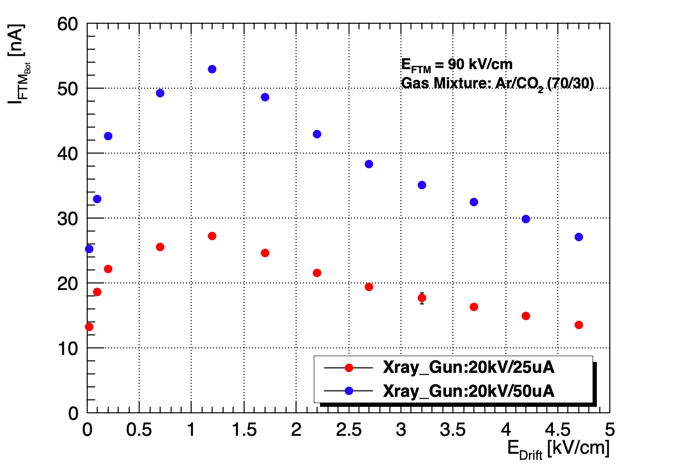 I_FTM_Bot [nA]
60
50
40
30
20
10
0
E_FTM = 90 kV/cm
Gas Mixture: Ar/CO₂ (70/30)
Xray_Gun:20kV/25uA
Xray_Gun:20kV/50uA
0 0.5 1 1.5 2 2.5 3 3.5 4 4.5 5
E_Drift [kV/cm]